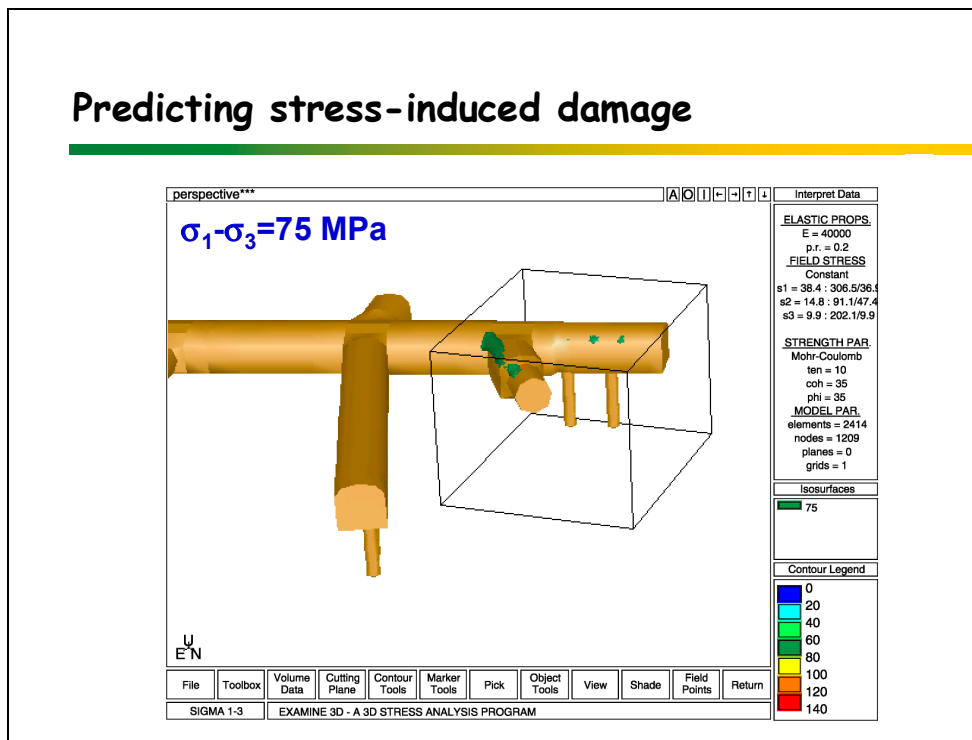 Predicting stress-induced damage
perspective***
A O I ← → ↑ ↓
Interpret Data
σ1-σ3=75 MPa
ELASTIC PROPS.
E = 40000
p.r. = 0.2
FIELD STRESS
Constant
s1 = 38.4 : 306.5/36.9
s2 = 14.8 : 91.1/47.4
s3 = 9.9 : 202.1/9.9
STRENGTH PAR.
Mohr-Coulomb
ten = 10
coh = 35
phi = 35
MODEL PAR.
elements = 2414
nodes = 1209
planes = 0
grids = 1
Isosurfaces
75
Contour Legend
0
20
40
60
80
100
120
140
U
E N
File
Toolbox
Volume
Data
Cutting
Plane
Contour
Tools
Marker
Tools
Pick
Object
Tools
View
Shade
Field
Points
Return
SIGMA 1-3
EXAMINE 3D - A 3D STRESS ANALYSIS PROGRAM